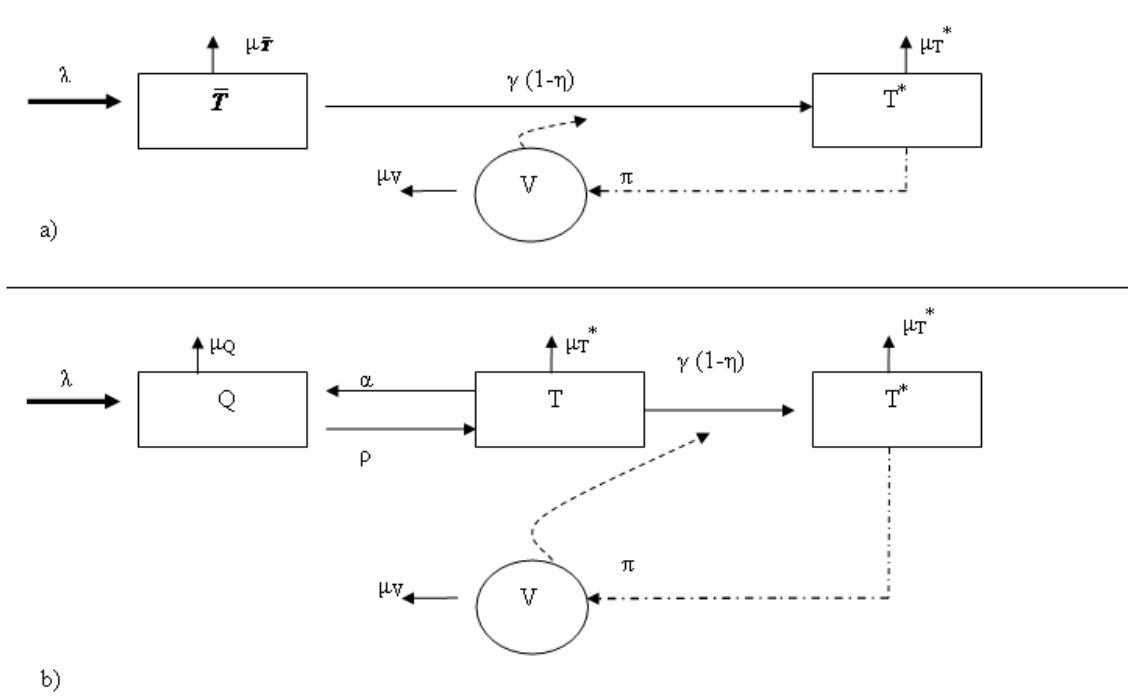 μT̄
μT*
λ
γ (1-η)
T̄
T*
V
π
μV
a)
μQ
μT*
μT*
γ (1-η)
λ
α
Q
T
T*
ρ
π
μV
V
b)